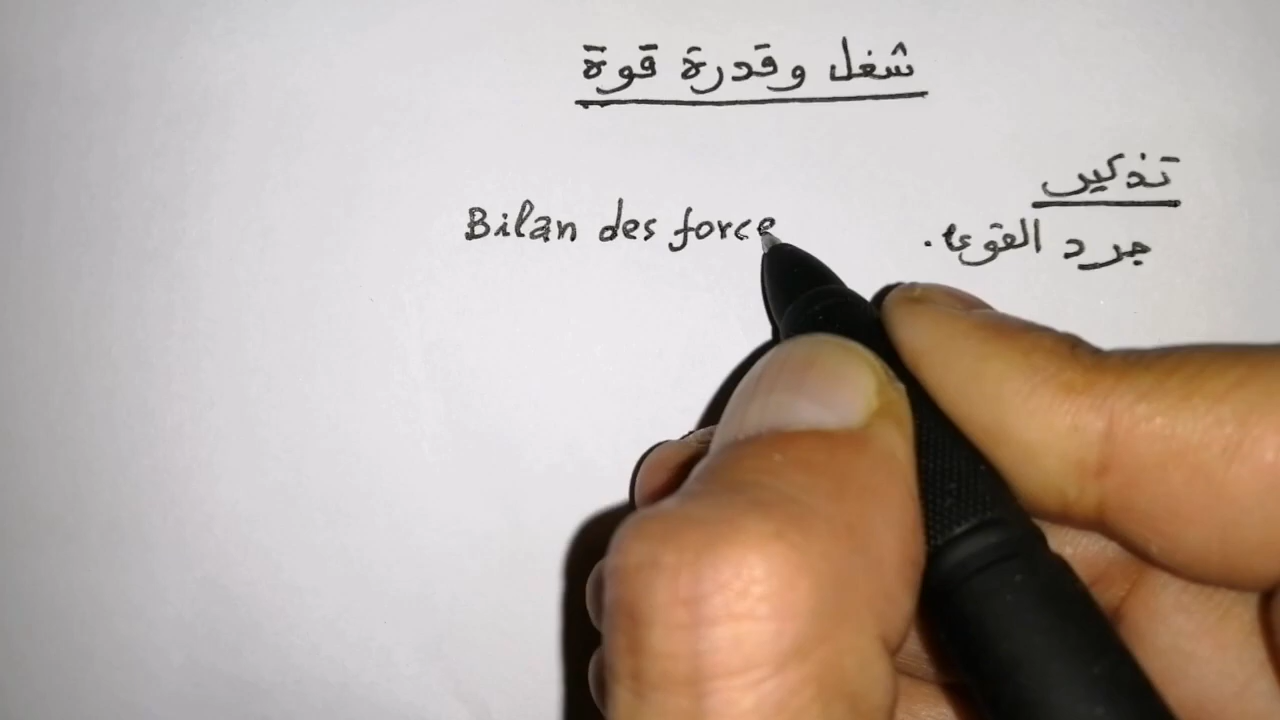 شغل وقدرة قوة
تذكير
جرد القوى.
Bilan des force